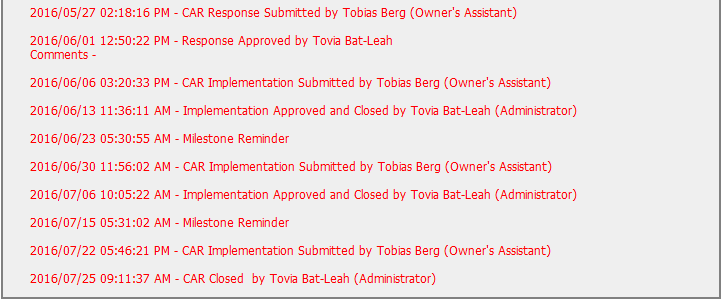 2016/05/27 02:18:16 PM - CAR Response Submitted by Tobias Berg (Owner's Assistant)
2016/06/01 12:50:22 PM - Response Approved by Tovia Bat-Leah
Comments -
2016/06/06 03:20:33 PM - CAR Implementation Submitted by Tobias Berg (Owner's Assistant)
2016/06/13 11:36:11 AM - Implementation Approved and Closed by Tovia Bat-Leah (Administrator)
2016/06/23 05:30:55 AM - Milestone Reminder
2016/06/30 11:56:02 AM - CAR Implementation Submitted by Tobias Berg (Owner's Assistant)
2016/07/06 10:05:22 AM - Implementation Approved and Closed by Tovia Bat-Leah (Administrator)
2016/07/15 05:31:02 AM - Milestone Reminder
2016/07/22 05:46:21 PM - CAR Implementation Submitted by Tobias Berg (Owner's Assistant)
2016/07/25 09:11:37 AM - CAR Closed  by Tovia Bat-Leah (Administrator)